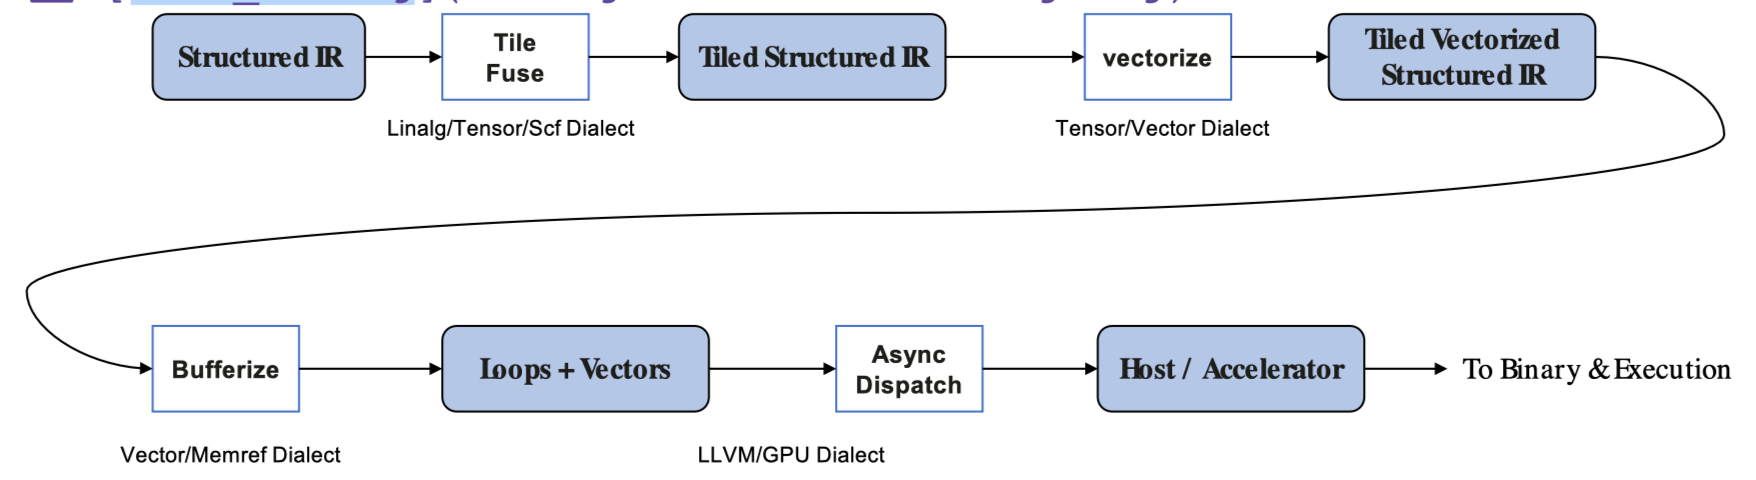 Structured IR
Tile
Fuse
Tiled Structured IR
vectorize
Tiled Vectorized
Structured IR
Linalg/Tensor/Scf Dialect
Tensor/Vector Dialect
Bufferize
Loops + Vectors
Async
Dispatch
Host / Accelerator
To Binary & Execution
Vector/Memref Dialect
LLVM/GPU Dialect